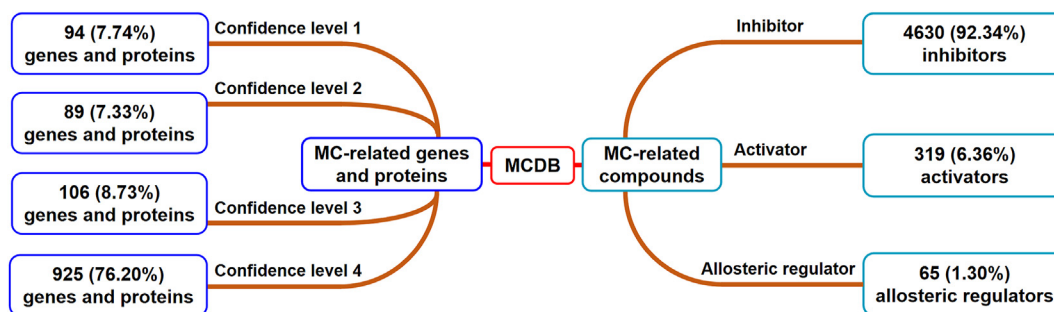 94 (7.74%)
genes and proteins
Confidence level 1
89 (7.33%)
genes and proteins
Confidence level 2
106 (8.73%)
genes and proteins
Confidence level 3
925 (76.20%)
genes and proteins
Confidence level 4
MC-related genes
and proteins
MCDB
MC-related
compounds
Inhibitor
4630 (92.34%)
inhibitors
Activator
319 (6.36%)
activators
Allosteric regulator
65 (1.30%)
allosteric regulators